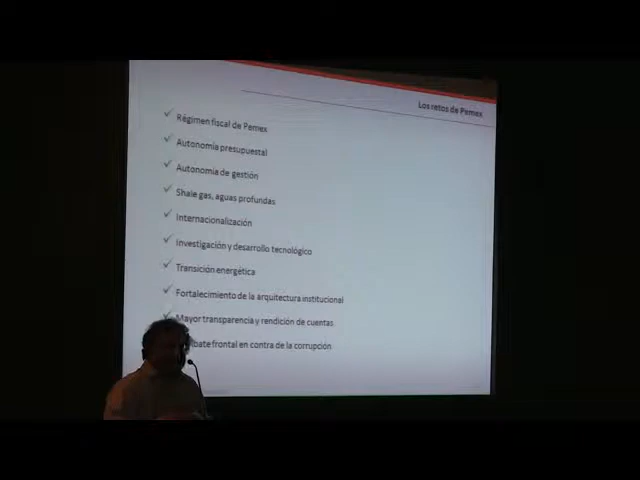 Los retos de Pemex
Régimen fiscal de Pemex
Autonomía presupuestal
Autonomía de gestión
Shale gas, aguas profundas
Internacionalización
Investigación y desarrollo tecnológico
Transición energética
Fortalecimiento de la arquitectura institucional
Mayor transparencia y rendición de cuentas
bate frontal en contra de la corrupción